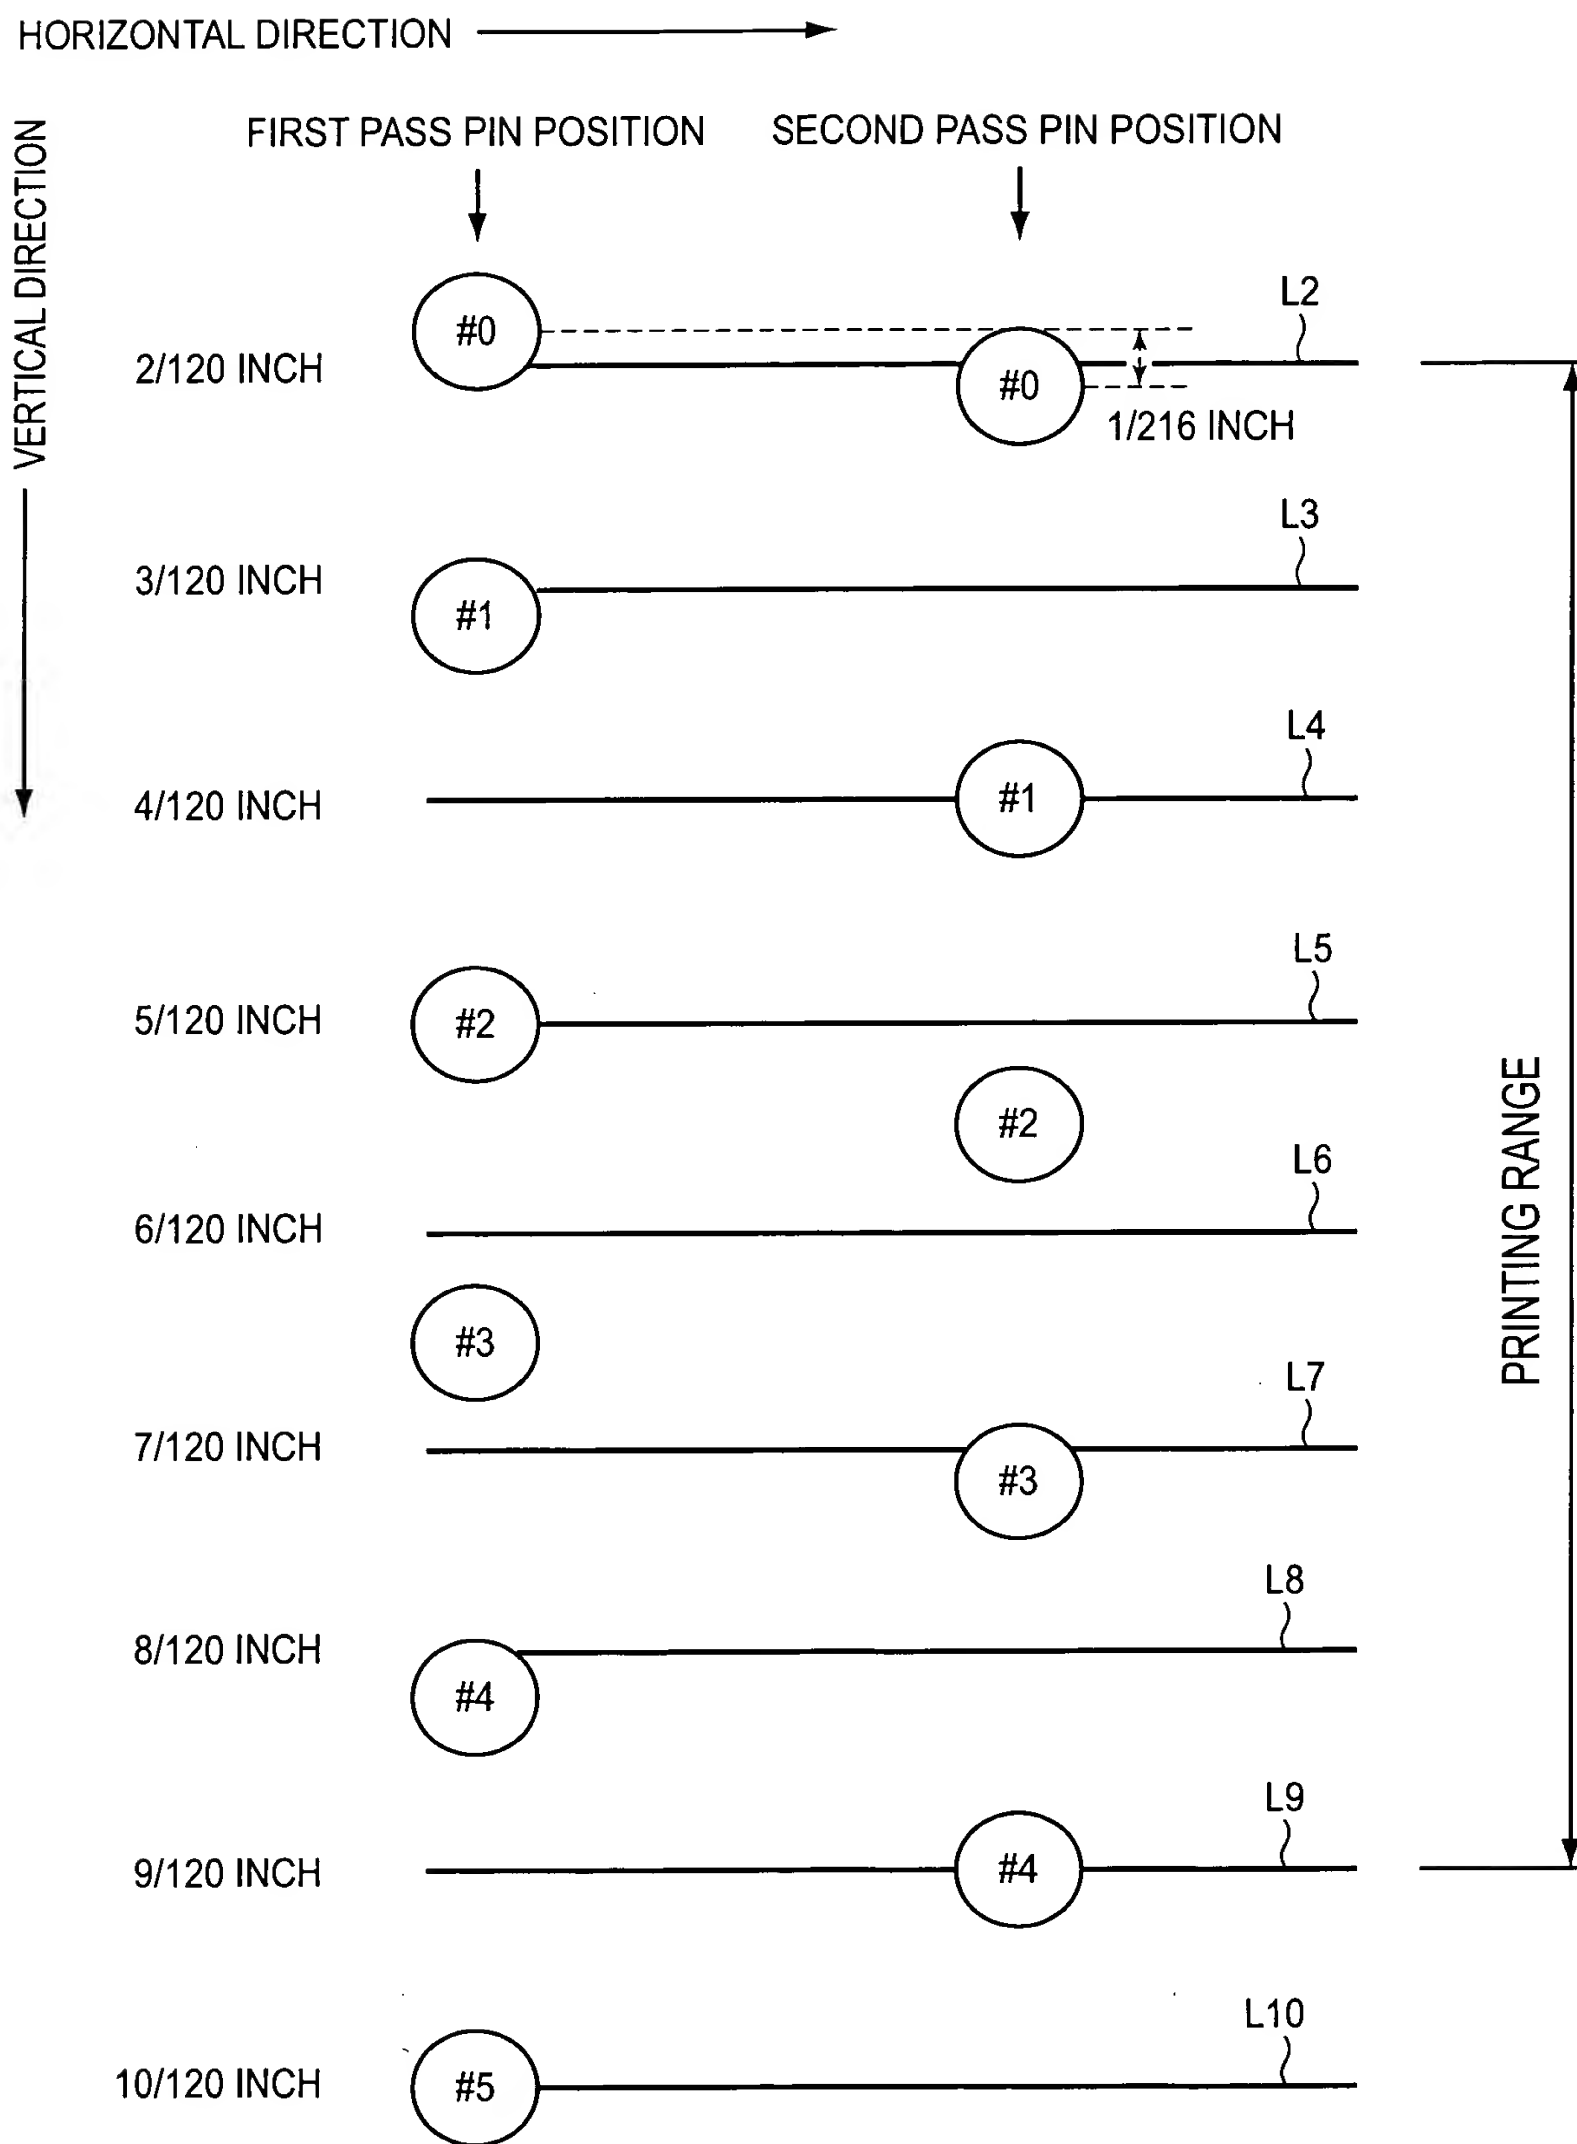 HORIZONTAL DIRECTION
VERTICAL DIRECTION
FIRST PASS PIN POSITION
SECOND PASS PIN POSITION
#0
L2
2/120 INCH
#0
1/216 INCH
L3
3/120 INCH
#1
L4
4/120 INCH
#1
L5
5/120 INCH
#2
#2
L6
6/120 INCH
PRINTING RANGE
#3
L7
7/120 INCH
#3
L8
8/120 INCH
#4
L9
9/120 INCH
#4
L10
10/120 INCH
#5